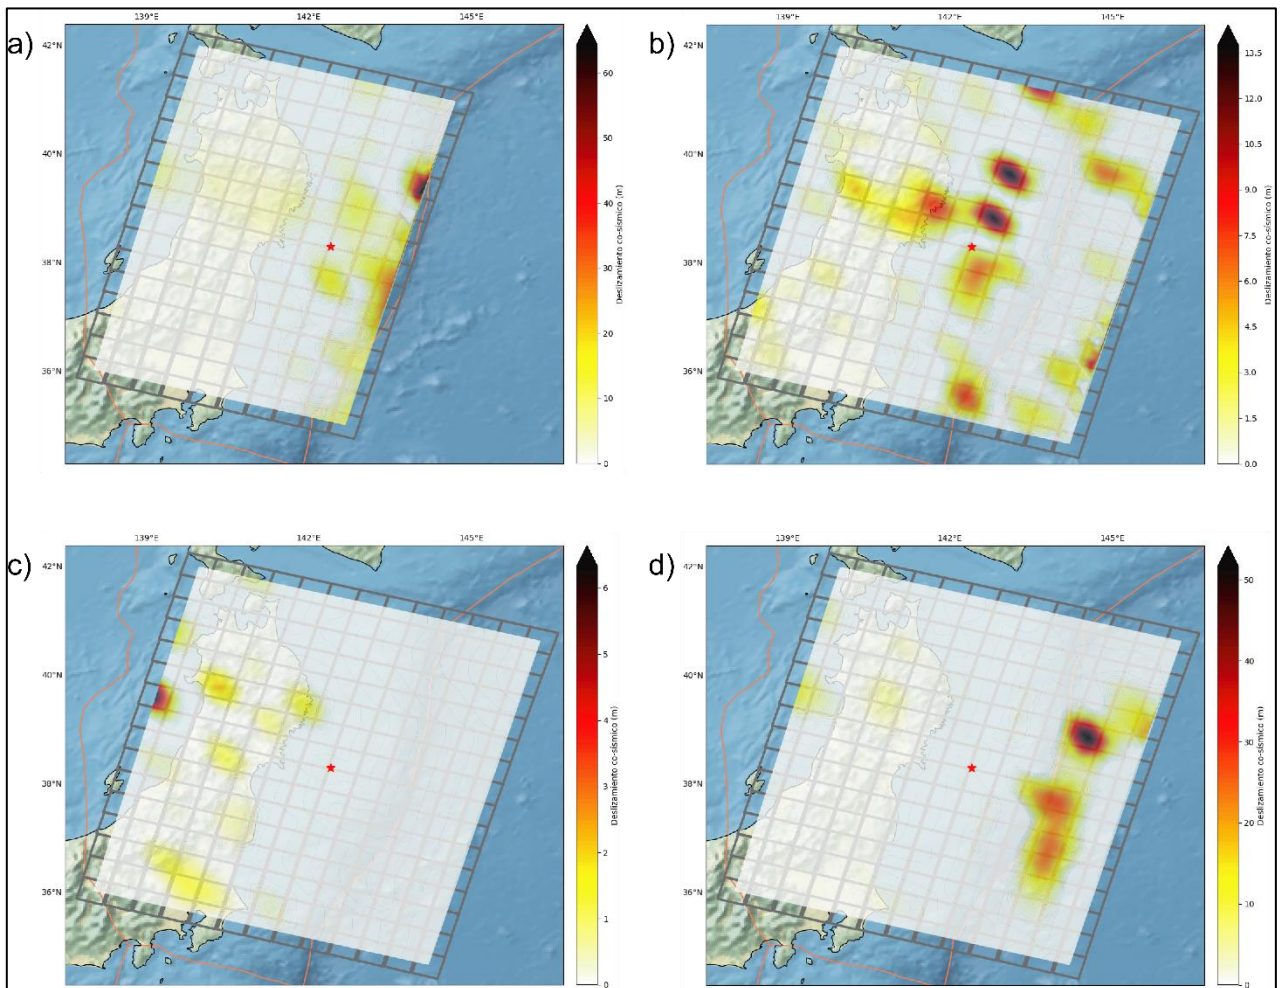 a)
139°E 142°E 145°E
42°N
40°N
38°N
36°N
60
50
40
30
20
10
0
Deslizamiento co-sísmico (m)
b)
139°E 142°E 145°E
42°N
40°N
38°N
36°N
13.5
12.0
10.5
9.0
7.5
6.0
4.5
3.0
1.5
0.0
Deslizamiento co-sísmico (m)
c)
139°E 142°E 145°E
42°N
40°N
38°N
36°N
6
5
4
3
2
1
0
Deslizamiento co-sísmico (m)
d)
139°E 142°E 145°E
42°N
40°N
38°N
36°N
50
40
30
20
10
0
Deslizamiento co-sísmico (m)